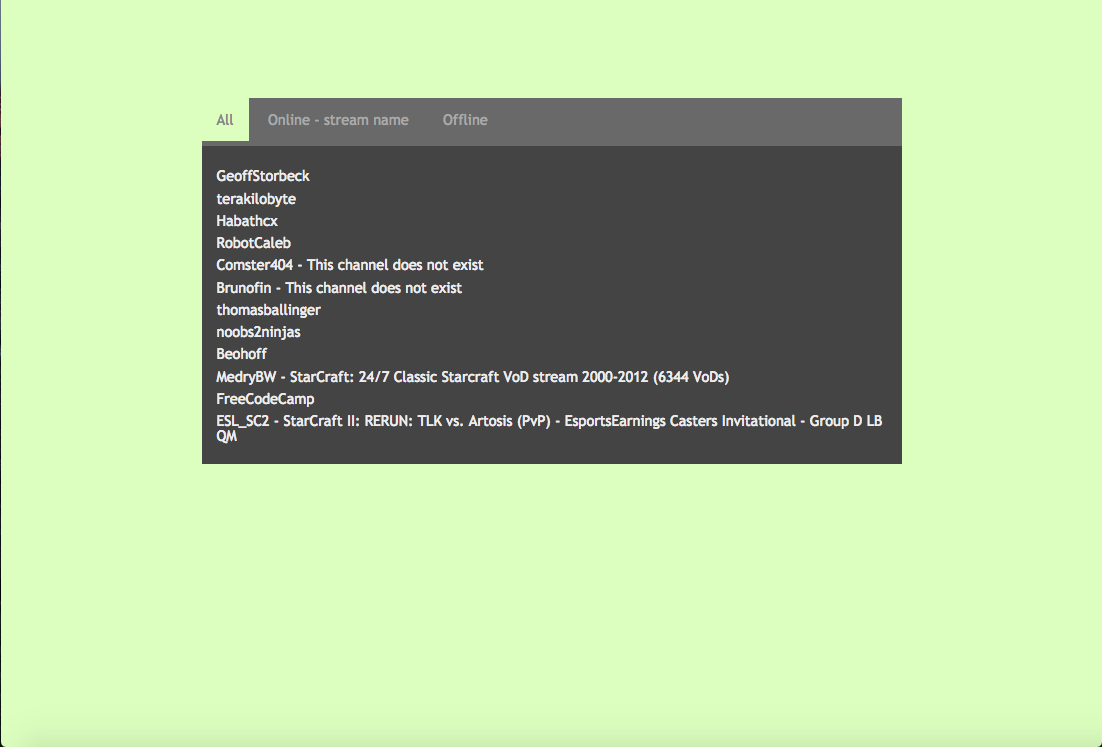 All Online - stream name Offline
GeoffStorbeck
terakilobyte
Habathcx
RobotCaleb
Comster404 - This channel does not exist
Brunofin - This channel does not exist
thomasballinger
noobs2ninjas
Beohoff
MedryBW - StarCraft: 24/7 Classic Starcraft VoD stream 2000-2012 (6344 VoDs)
FreeCodeCamp
ESL_SC2 - StarCraft II: RERUN: TLK vs. Artosis (PvP) - EsportsEarnings Casters Invitational - Group D LB
QM